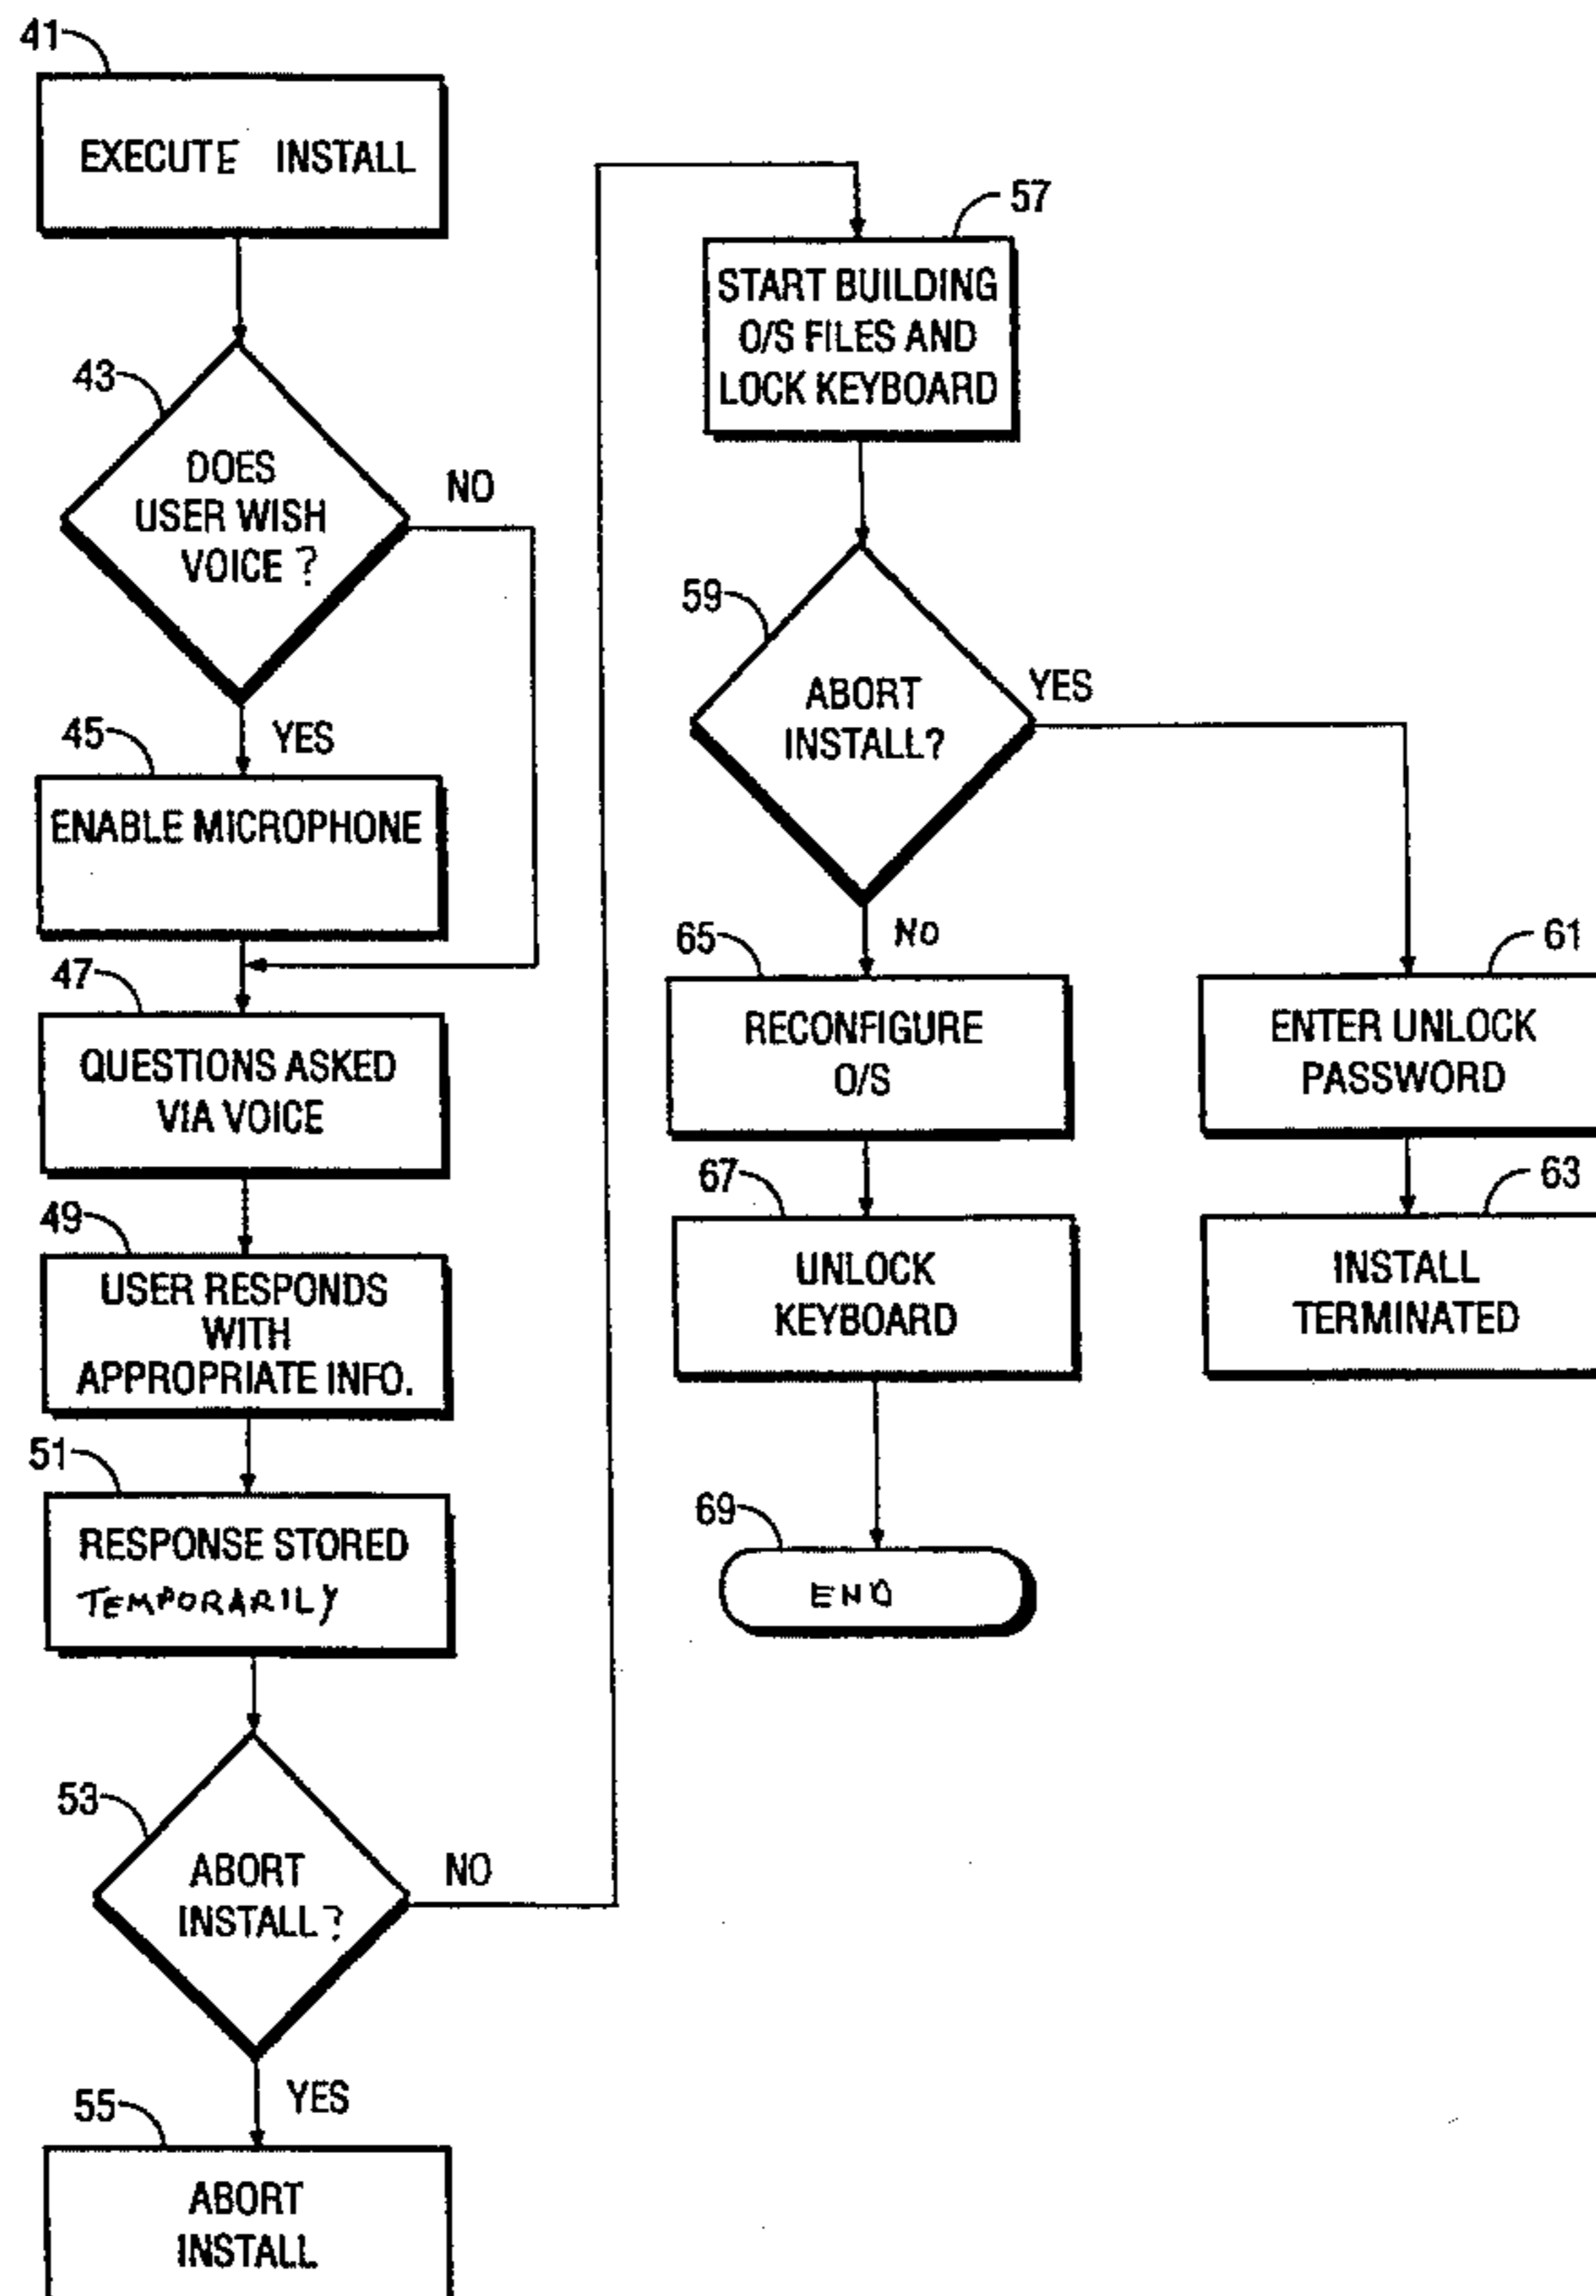 41
EXECUTE INSTALL
43
DOES
USER WISH
VOICE ?
NO
YES
45
ENABLE MICROPHONE
47
QUESTIONS ASKED
VIA VOICE
49
USER RESPONDS
WITH
APPROPRIATE INFO.
51
RESPONSE STORED
TEMPORARILY
53
ABORT
INSTALL?
NO
YES
55
ABORT
INSTALL
57
START BUILDING
O/S FILES AND
LOCK KEYBOARD
59
ABORT
INSTALL?
YES
NO
65
RECONFIGURE
O/S
67
UNLOCK
KEYBOARD
69
END
61
ENTER UNLOCK
PASSWORD
63
INSTALL
TERMINATED